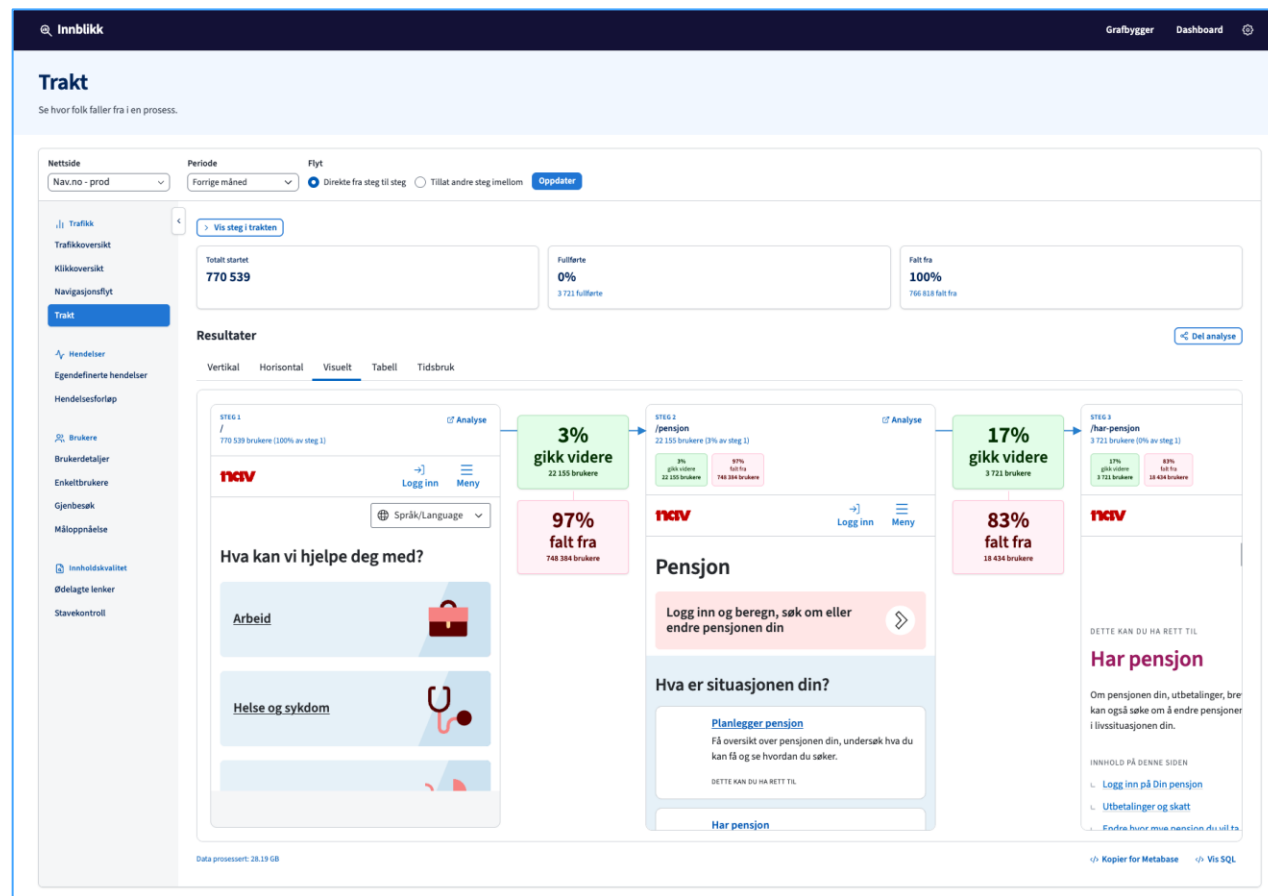 Innblikk
Grafbygger Dashboard
Trakt
Se hvor folk faller fra i en prosess.
Nettside Periode Flyt
Nav.no - prod Forrige måned Direkte fra steg til steg Tillat andre steg imellom Oppdater
Trafikk
Trafikkoversikt
Klikkoversikt
Navigasjonsflyt
Trakt
Hendelser
Egendefinerte hendelser
Hendelsesforløp
Brukere
Brukerdetaljer
Enkeltbrukere
Gjenbesøk
Måloppnåelse
Innholdskvalitet
Ødelagte lenker
Stavekontroll
Vis steg i trakten
Totalt startet
770 539
Fullførte
0%
3 721 fullførte
Falt fra
100%
766 818 falt fra
Resultater
Del analyse
Vertikal Horisontal Visuelt Tabell Tidsbruk
STEG 1
/
770 539 brukere (100% av steg 1)
Analyse
nav
Logg inn Meny
Språk/Language
Hva kan vi hjelpe deg med?
Arbeid
Helse og sykdom
3%
gikk videre
22 155 brukere
97%
falt fra
748 384 brukere
STEG 2
/pensjon
22 155 brukere (3% av steg 1)
Analyse
3%
gikk videre
22 155 brukere
97%
falt fra
748 384 brukere
nav
Logg inn Meny
Pensjon
Logg inn og beregn, søk om eller
endre pensjonen din
Hva er situasjonen din?
Planlegger pensjon
Få oversikt over pensjonen din, undersøk hva du
kan få og se hvordan du søker.
DETTE KAN DU HA RETT TIL
Har pensjon
17%
gikk videre
3 721 brukere
83%
falt fra
18 434 brukere
STEG 3
/har-pensjon
3 721 brukere (0% av steg 1)
17%
gikk videre
3 721 brukere
83%
falt fra
18 434 brukere
nav
DETTE KAN DU HA RETT TIL
Har pensjon
Om pensjonen din, utbetalinger, bre
kan også søke om å endre pensjoner
i livssituasjonen din.
INNHOLD PÅ DENNE SIDEN
Logg inn på Din pensjon
Utbetalinger og skatt
Endre hvor mye pensjon du vil ta
Data prosessert: 28.19 GB
Kopier for Metabase Vis SQL